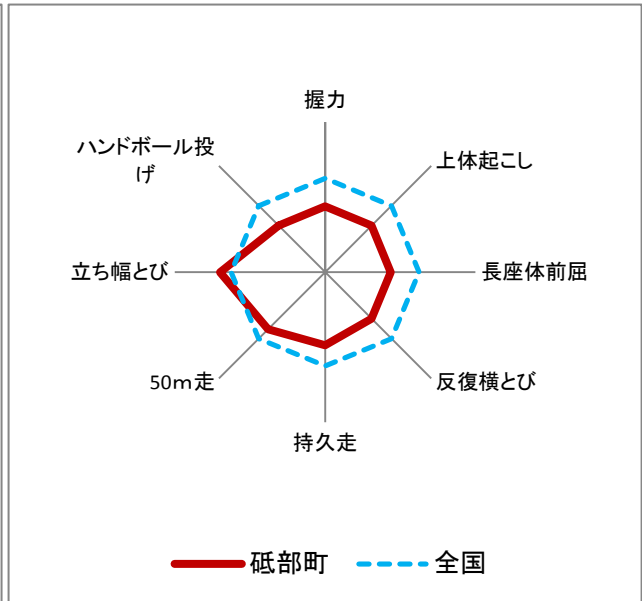 握力
上体起こし
長座体前屈
反復横とび
持久走
50m走
立ち幅とび
ハンドボール投
げ
砥部町
全国